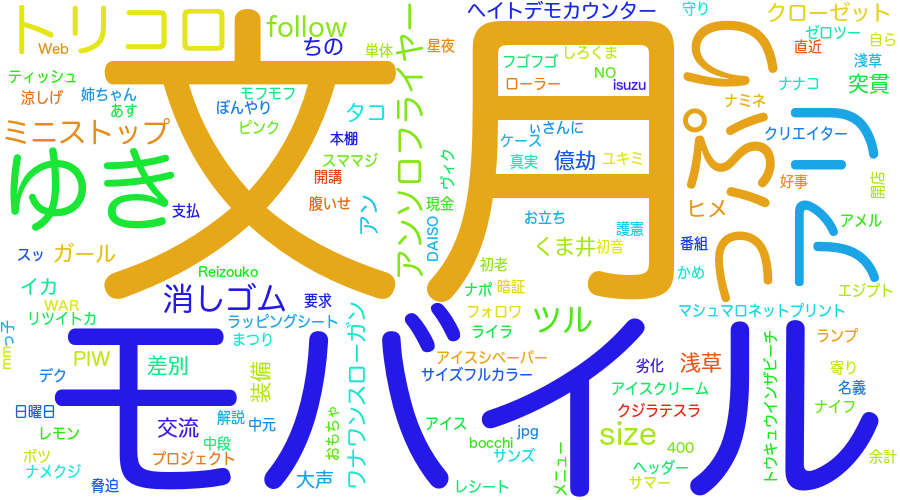 トリコロ
Web
ティッシュ
涼しげ
姉ちゃん
あす
ミニストップ
ゆき
支払
スッ
ガール
イカ
WAR
リツイトカ
文月
follow
ちの
モフモフ
ぼんやり
ピンク
本棚
スママジ
開講
腹いせ
単体
タコ
アン
アンソロフライヤー
星夜
ヴィク
現金
DAISO
ヘイトデモカウンター
フゴフゴ
しろくま
NO
ローラー
isuzu
いさんに
ケース
真実
億劫
ユキミ
お立ち
護憲
くま井
初音
初老
ナポ
暗証
フォロワ
ライラ
ツル
守り
クローゼット
ゼロツー
自ら
直近
浅草
ナナコ
突貫
ナミネ
っぷり
クリエイター
アリ
好事
開店
ヒメ
アメル
番組
かめ
エジプト
マシュマロネットプリント
Reizouko
消しゴム
要求
ラッピングシート
まつり
モバイル
mm
っ子
PIW
デク
差別
装備
日曜日
レモン
ボツ
ナメクジ
脅迫
交流
解説
中元
中段
プロジェクト
大声
おもちゃ
ワナワンスローガン
アイスシペーパー
サイズフルカラー
アイス
bocchi
jpg
サンズ
レシート
メニュー
size
400
ヘッダー
サマー
劣化
浅草
アイスクリーム
クジラテスラ
トウキュウインザビーチ
ランプ
寄り
名義
ナイフ
余計